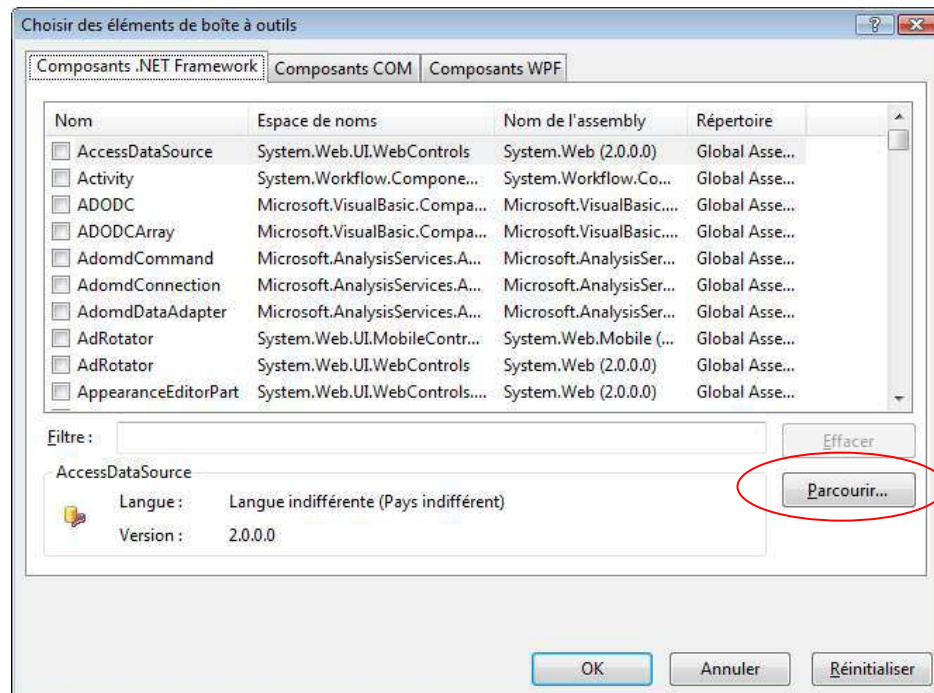 Choisir des éléments de boîte à outils
Composants .NET Framework Composants COM Composants WPF
Nom Espace de noms Nom de l'assembly Répertoire
AccessDataSource System.Web.UI.WebControls System.Web (2.0.0.0) Global Asse...
Activity System.Workflow.Compone... System.Workflow.Co... Global Asse...
ADODC Microsoft.VisualBasic.Compa... Microsoft.VisualBasic.... Global Asse...
ADODCArray Microsoft.VisualBasic.Compa... Microsoft.VisualBasic.... Global Asse...
AdomdCommand Microsoft.AnalysisServices.A... Microsoft.AnalysisSer... Global Asse...
AdomdConnection Microsoft.AnalysisServices.A... Microsoft.AnalysisSer... Global Asse...
AdomdDataAdapter Microsoft.AnalysisServices.A... Microsoft.AnalysisSer... Global Asse...
AdRotator System.Web.UI.MobileContr... System.Web.Mobile (... Global Asse...
AdRotator System.Web.UI.WebControls System.Web (2.0.0.0) Global Asse...
AppearanceEditorPart System.Web.UI.WebControls.... System.Web (2.0.0.0) Global Asse...
Filtre : Effacer
AccessDataSource
Parcourir...
Langue : Langue indifférente (Pays indifférent)
Version : 2.0.0.0
OK Annuler Réinitialiser